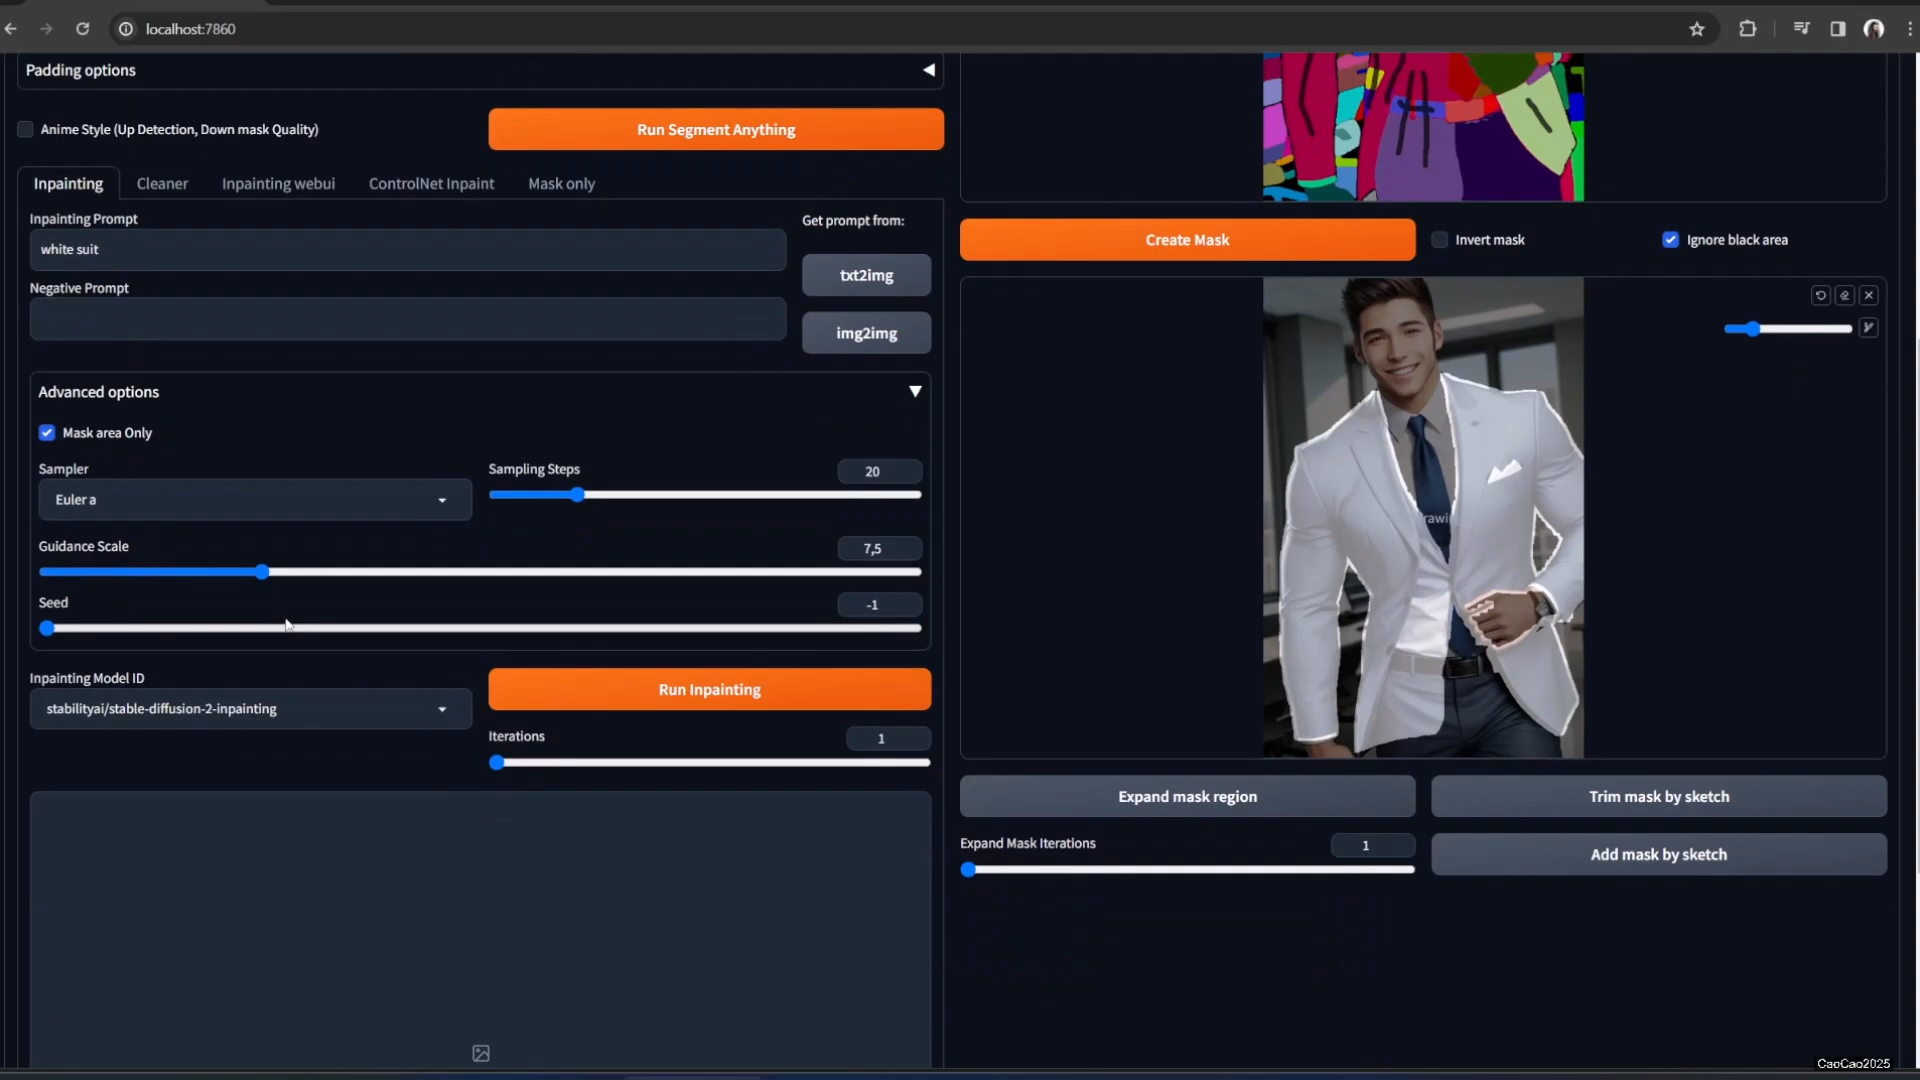 localhost:7860
Padding options
Anime Style (Up Detection, Down mask Quality)
Run Segment Anything
Inpainting
Cleaner
Inpainting webui
ControlNet Inpaint
Mask only
Inpainting Prompt
Get prompt from:
white suit
txt2img
Negative Prompt
img2img
Advanced options
Mask area Only
Sampler
Sampling Steps
20
Euler a
Guidance Scale
7,5
Seed
-1
Inpainting Model ID
Run Inpainting
stabilityai/stable-diffusion-2-inpainting
Iterations
1
Create Mask
Invert mask
Ignore black area
Expand mask region
Trim mask by sketch
Expand Mask Iterations
1
Add mask by sketch
CaoCao2025